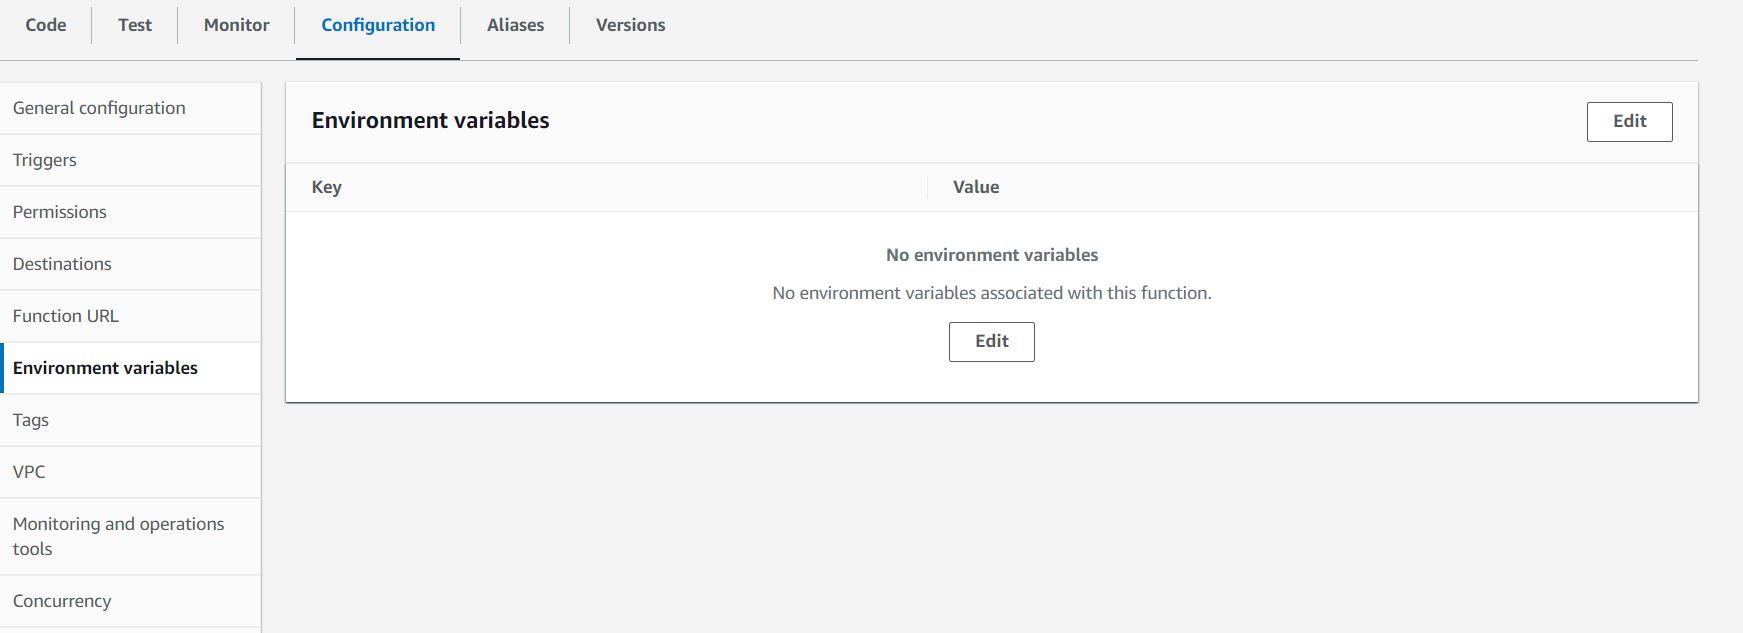 Code Test Monitor Configuration Aliases Versions
General configuration
Triggers
Permissions
Destinations
Function URL
Environment variables
Tags
VPC
Monitoring and operations
tools
Concurrency
Environment variables Edit
Key Value
No environment variables
No environment variables associated with this function.
Edit